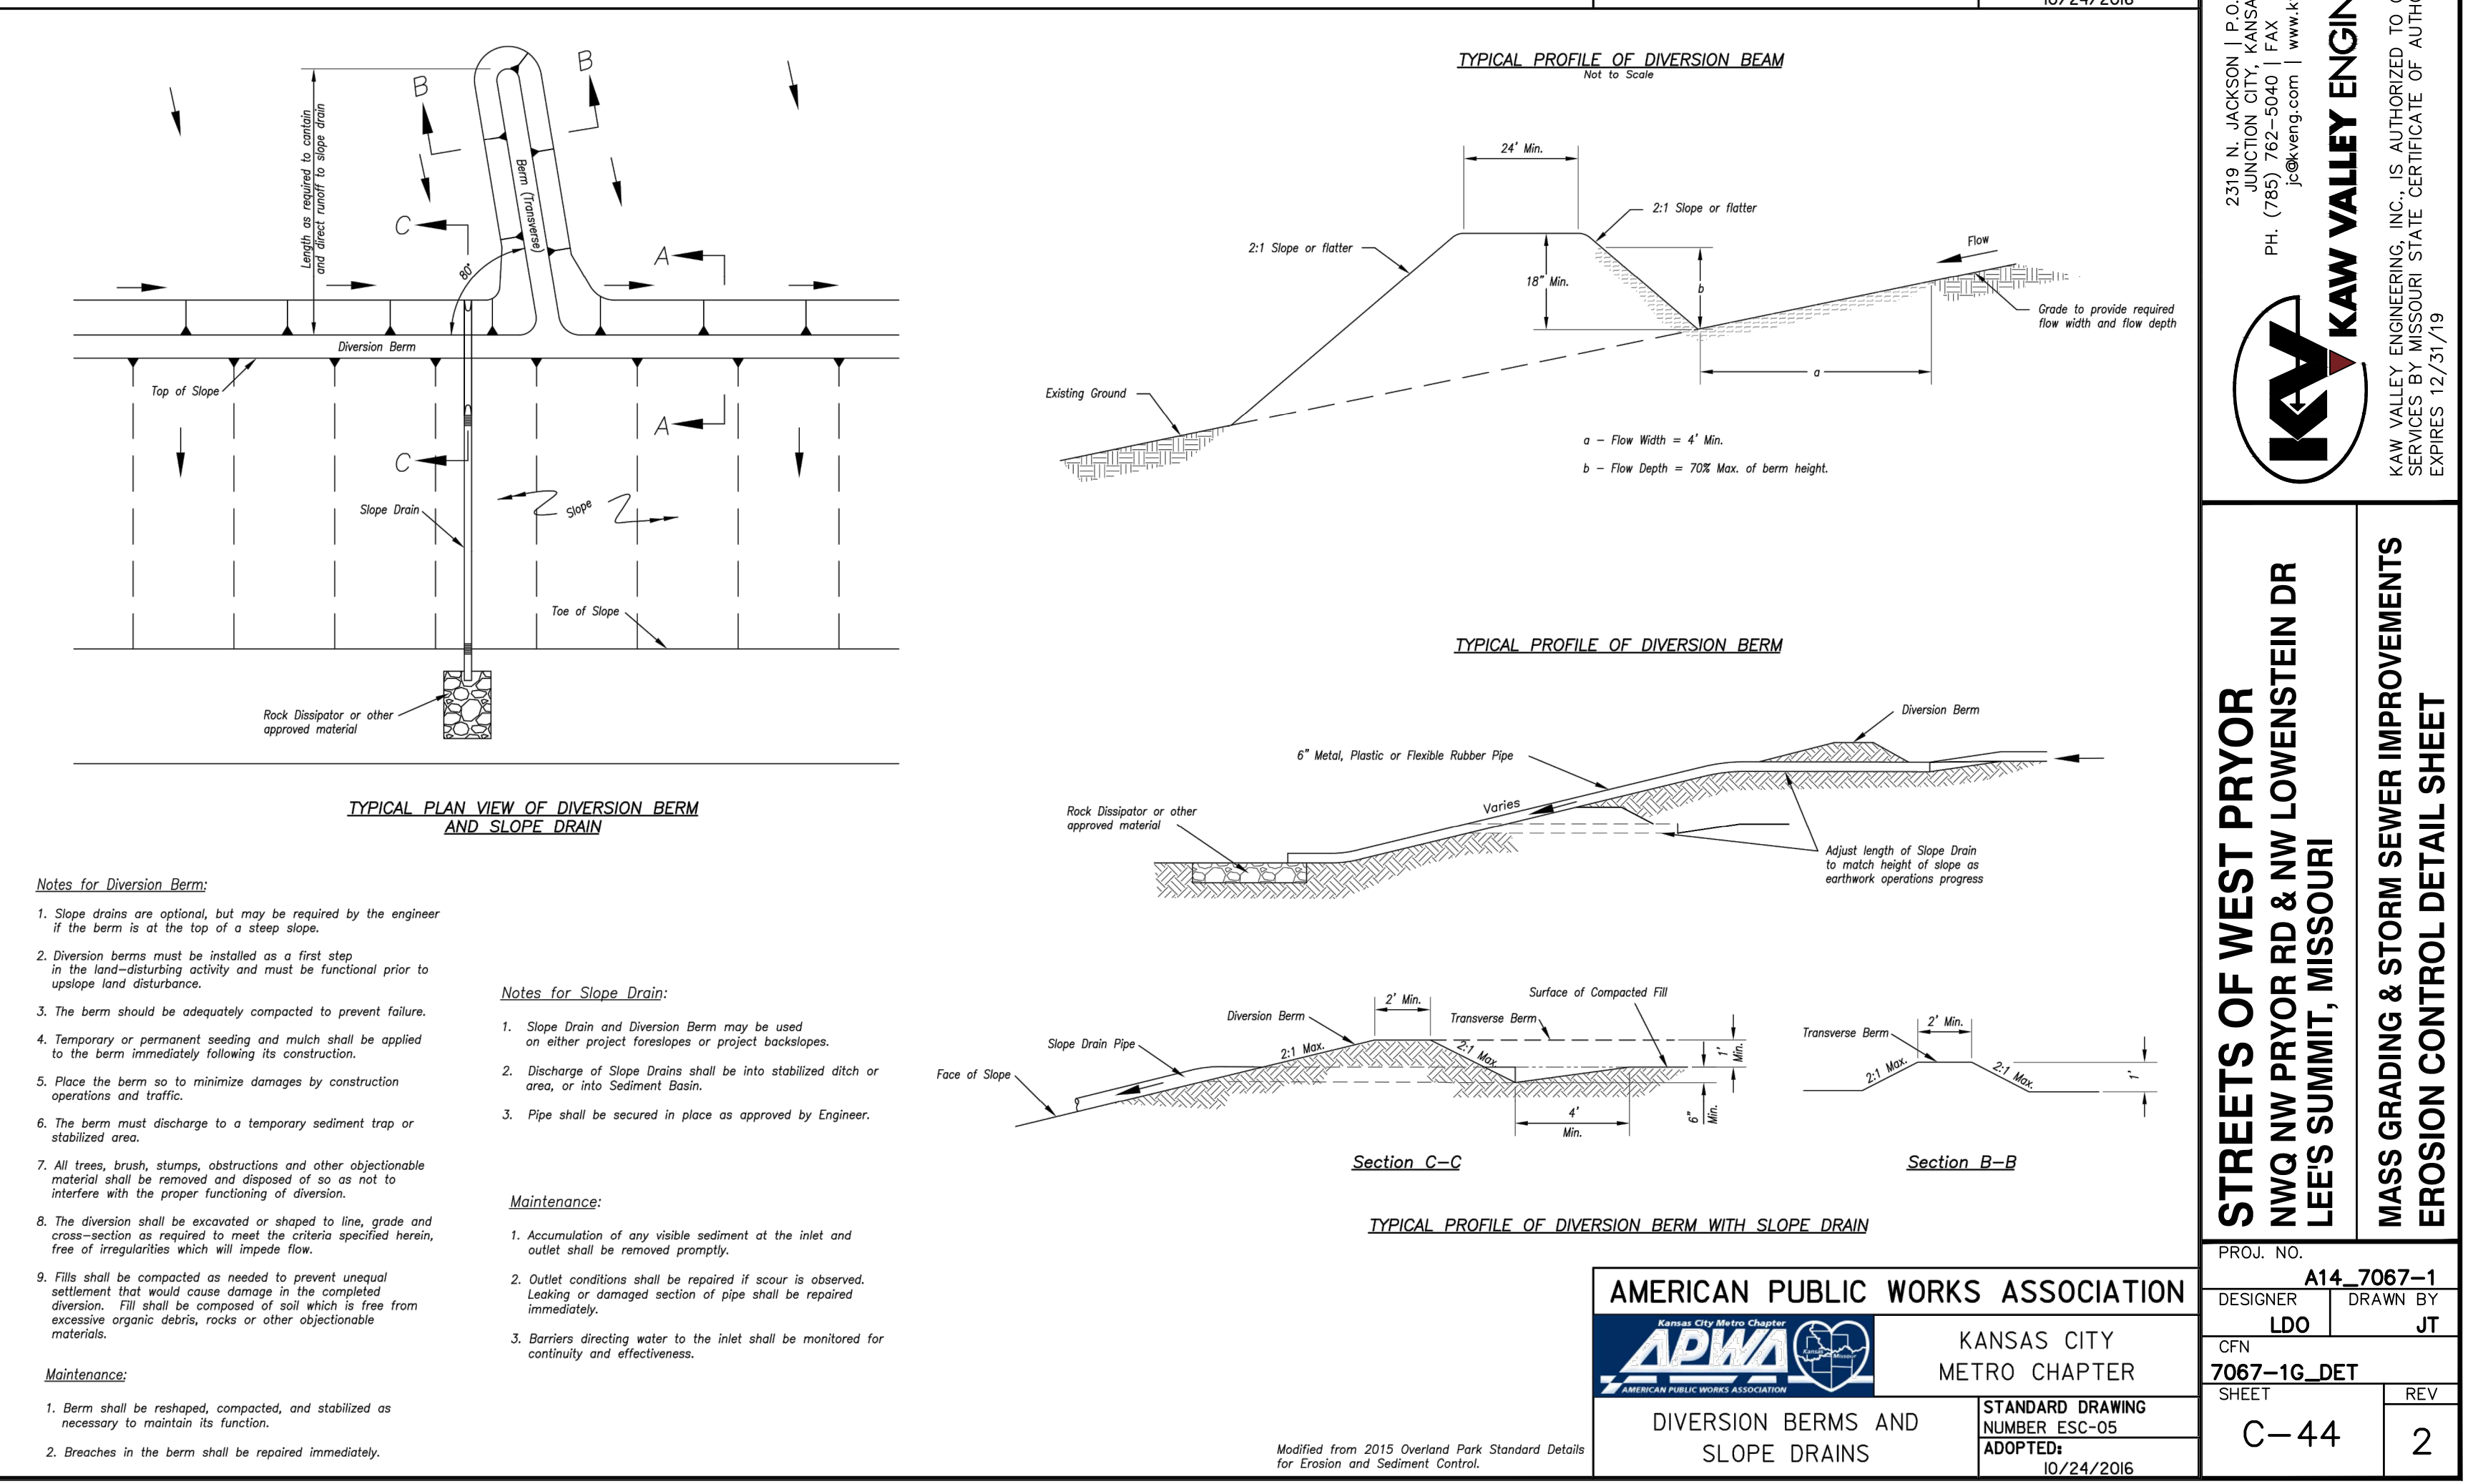 10/24/2016
TYPICAL PLAN VIEW OF DIVERSION BERM
AND SLOPE DRAIN
B
B
Length as required to contain
and direct runoff to slope drain
Berm (Transverse)
C
A
80°
Diversion Berm
Top of Slope
A
C
Slope Drain
Slope
Toe of Slope
Rock Dissipator or other
approved material
Notes for Diversion Berm:
1. Slope drains are optional, but may be required by the engineer
if the berm is at the top of a steep slope.
2. Diversion berms must be installed as a first step
in the land-disturbing activity and must be functional prior to
upslope land disturbance.
3. The berm should be adequately compacted to prevent failure.
4. Temporary or permanent seeding and mulch shall be applied
to the berm immediately following its construction.
5. Place the berm so to minimize damages by construction
operations and traffic.
6. The berm must discharge to a temporary sediment trap or
stabilized area.
7. All trees, brush, stumps, obstructions and other objectionable
material shall be removed and disposed of so as not to
interfere with the proper functioning of diversion.
8. The diversion shall be excavated or shaped to line, grade and
cross-section as required to meet the criteria specified herein,
free of irregularities which will impede flow.
9. Fills shall be compacted as needed to prevent unequal
settlement that would cause damage in the completed
diversion. Fill shall be composed of soil which is free from
excessive organic debris, rocks or other objectionable
materials.
Maintenance:
1. Berm shall be reshaped, compacted, and stabilized as
necessary to maintain its function.
2. Breaches in the berm shall be repaired immediately.
Notes for Slope Drain:
1. Slope Drain and Diversion Berm may be used
on either project foreslopes or project backslopes.
2. Discharge of Slope Drains shall be into stabilized ditch or
area, or into Sediment Basin.
3. Pipe shall be secured in place as approved by Engineer.
Maintenance:
1. Accumulation of any visible sediment at the inlet and
outlet shall be removed promptly.
2. Outlet conditions shall be repaired if scour is observed.
Leaking or damaged section of pipe shall be repaired
immediately.
3. Barriers directing water to the inlet shall be monitored for
continuity and effectiveness.
TYPICAL PROFILE OF DIVERSION BEAM
Not to Scale
24' Min.
2:1 Slope or flatter
2:1 Slope or flatter
Flow
18" Min.
b
Grade to provide required
flow width and flow depth
a
Existing Ground
a - Flow Width = 4' Min.
b - Flow Depth = 70% Max. of berm height.
TYPICAL PROFILE OF DIVERSION BERM
Diversion Berm
6" Metal, Plastic or Flexible Rubber Pipe
Varies
Rock Dissipator or other
approved material
Adjust length of Slope Drain
to match height of slope as
earthwork operations progress
2' Min.
Surface of Compacted Fill
Diversion Berm
Transverse Berm
Slope Drain Pipe
2:1 Max.
2:1 Max.
1'
Min.
Face of Slope
4'
Min.
6"
Min.
Section C-C
2' Min.
Transverse Berm
2:1 Max.
2:1 Max.
1'
Section B-B
TYPICAL PROFILE OF DIVERSION BERM WITH SLOPE DRAIN
Modified from 2015 Overland Park Standard Details
for Erosion and Sediment Control.
AMERICAN PUBLIC WORKS ASSOCIATION
Kansas City Metro Chapter
APWA
Kansas
Missouri
AMERICAN PUBLIC WORKS ASSOCIATION
KANSAS CITY
METRO CHAPTER
DIVERSION BERMS AND
SLOPE DRAINS
STANDARD DRAWING
NUMBER ESC-05
ADOPTED:
10/24/2016
2319 N. JACKSON | P.O.
JUNCTION CITY, KANSA
PH. (785) 762-5040 | FAX
jc@kveng.com | www.k
KV
KAW VALLEY ENGIN
KAW VALLEY ENGINEERING, INC., IS AUTHORIZED TO
SERVICES BY MISSOURI STATE CERTIFICATE OF AUTHO
EXPIRES 12/31/19
STREETS OF WEST PRYOR
NWQ NW PRYOR RD & NW LOWENSTEIN DR
LEE'S SUMMIT, MISSOURI
MASS GRADING & STORM SEWER IMPROVEMENTS
EROSION CONTROL DETAIL SHEET
PROJ. NO.
A14_7067-1
DESIGNER
LDO
DRAWN BY
JT
CFN
7067-1G_DET
SHEET
C-44
REV
2